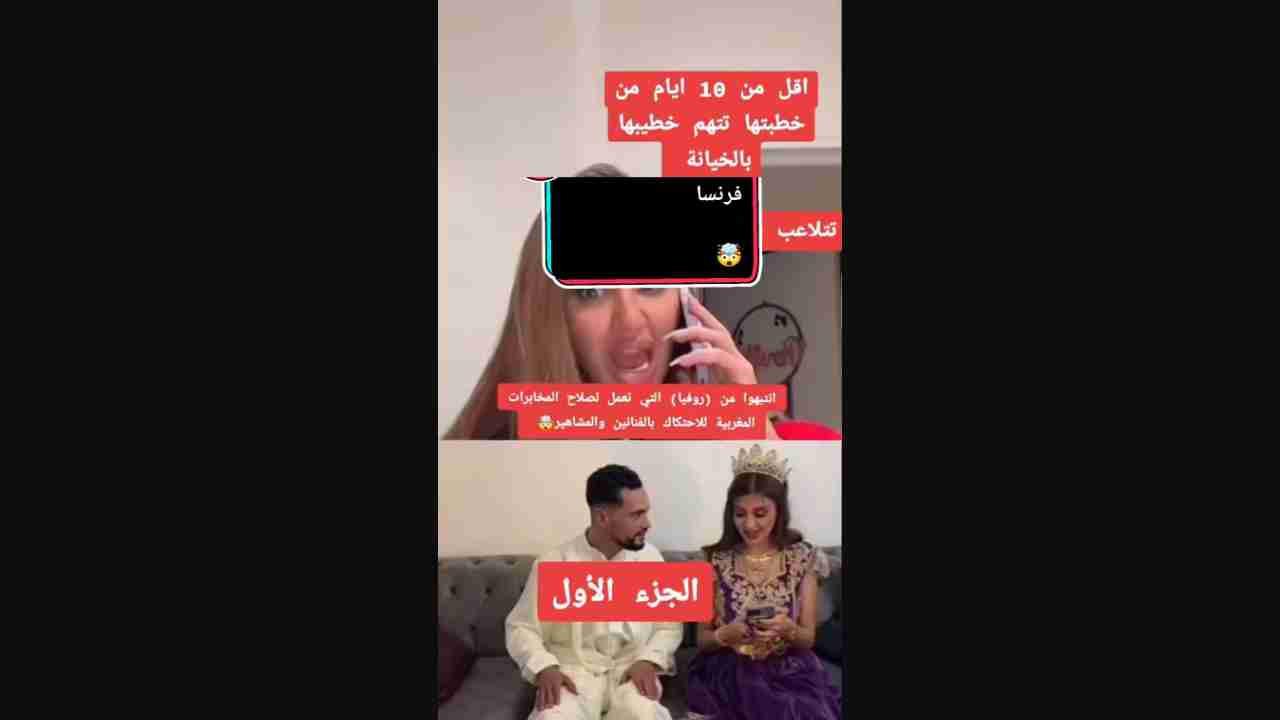 اقل من 10 ايام من
خطبتها تتهم خطيبها
بالخيانة
فرنسا
تتلاعب
🤯
انتبهوا من (روفيا) التي تعمل لصلاح المخابرات
المغربية للاحتكاك بالفنانين والمشاهير🤯
الجزء الأول